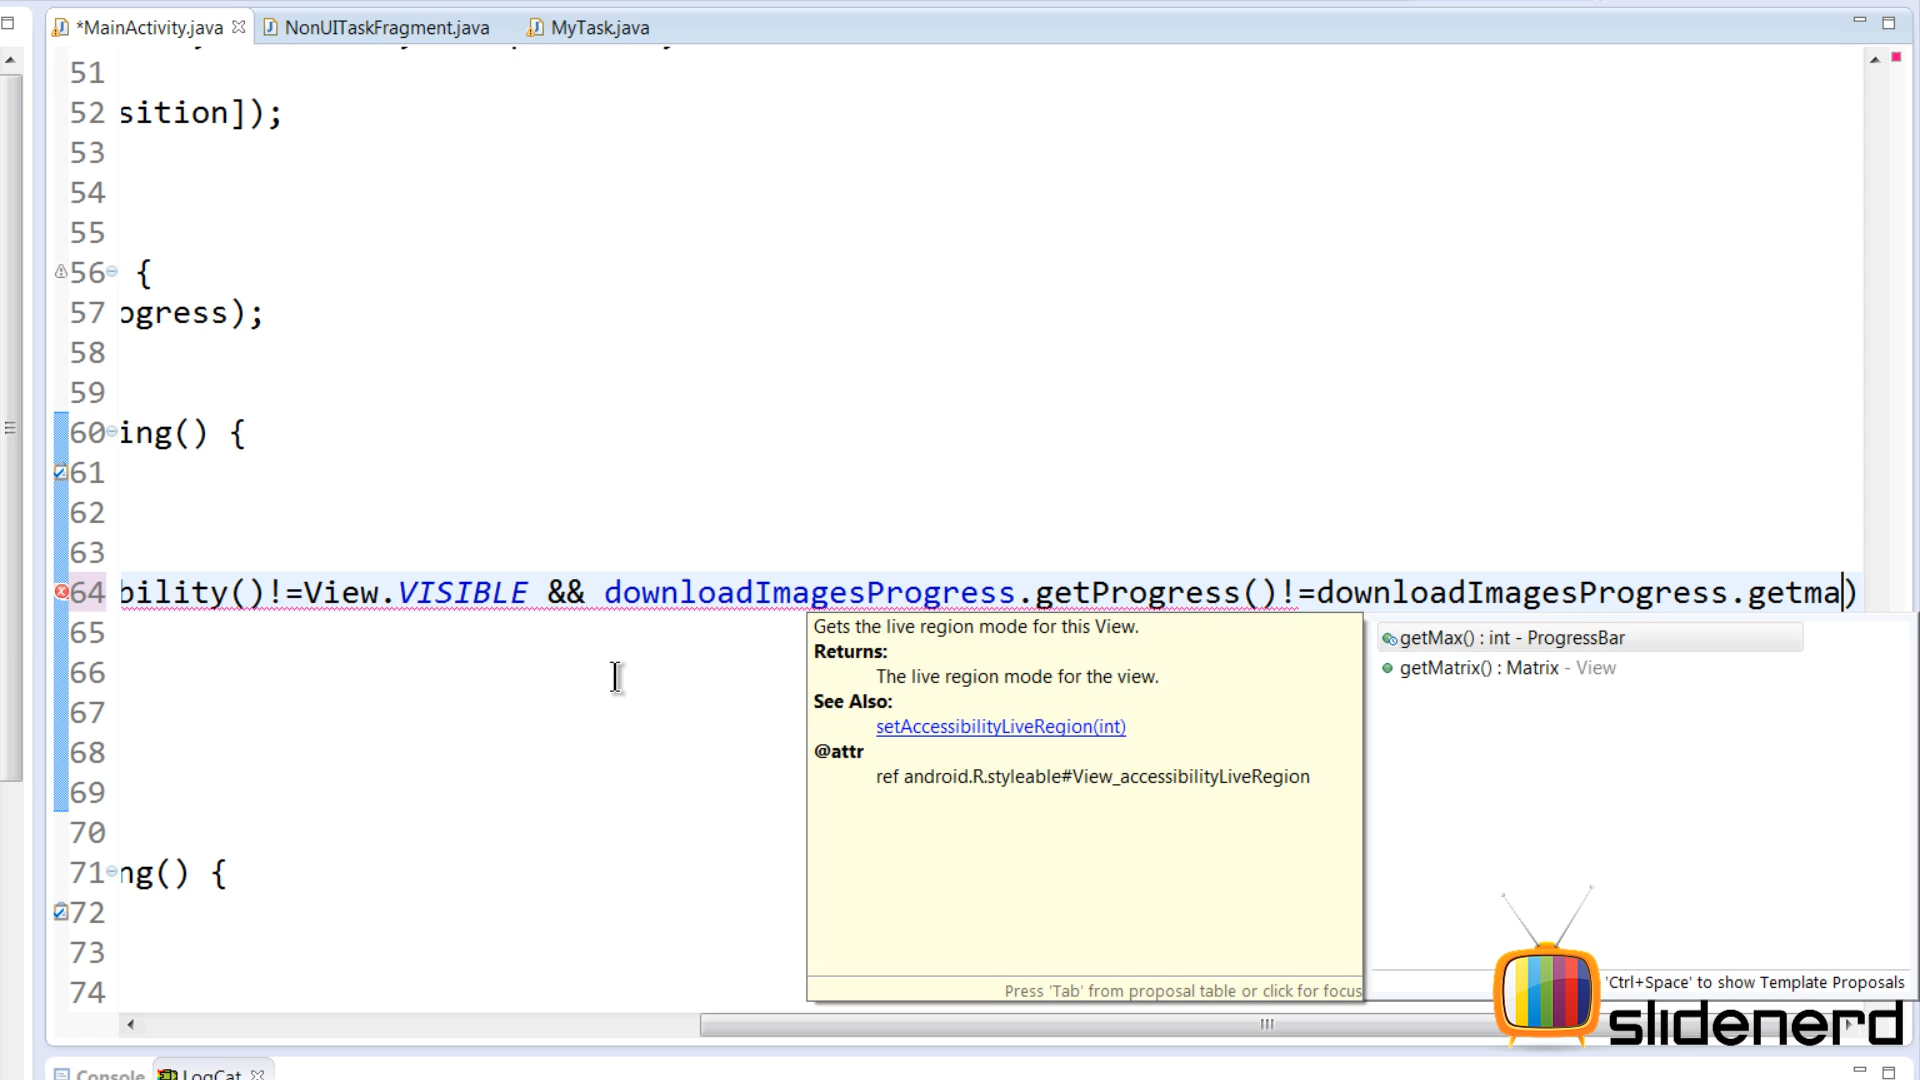 *MainActivity.java
NonUITaskFragment.java
MyTask.java
51
52 sition]);
53
54
55
56 {
57 ogress);
58
59
60 ing() {
61
62
63
64 bility()!=View.VISIBLE && downloadImagesProgress.getProgress()!=downloadImagesProgress.getma)
65
66
67
68
69
70
71 ng() {
72
73
74
Gets the live region mode for this View.
Returns:
The live region mode for the view.
See Also:
setAccessibilityLiveRegion(int)
@attr
ref android.R.styleable#View_accessibilityLiveRegion
Press 'Tab' from proposal table or click for focus
getMax() : int - ProgressBar
getMatrix() : Matrix - View
'Ctrl+Space' to show Template Proposals
slidenerd
Console
LogCat